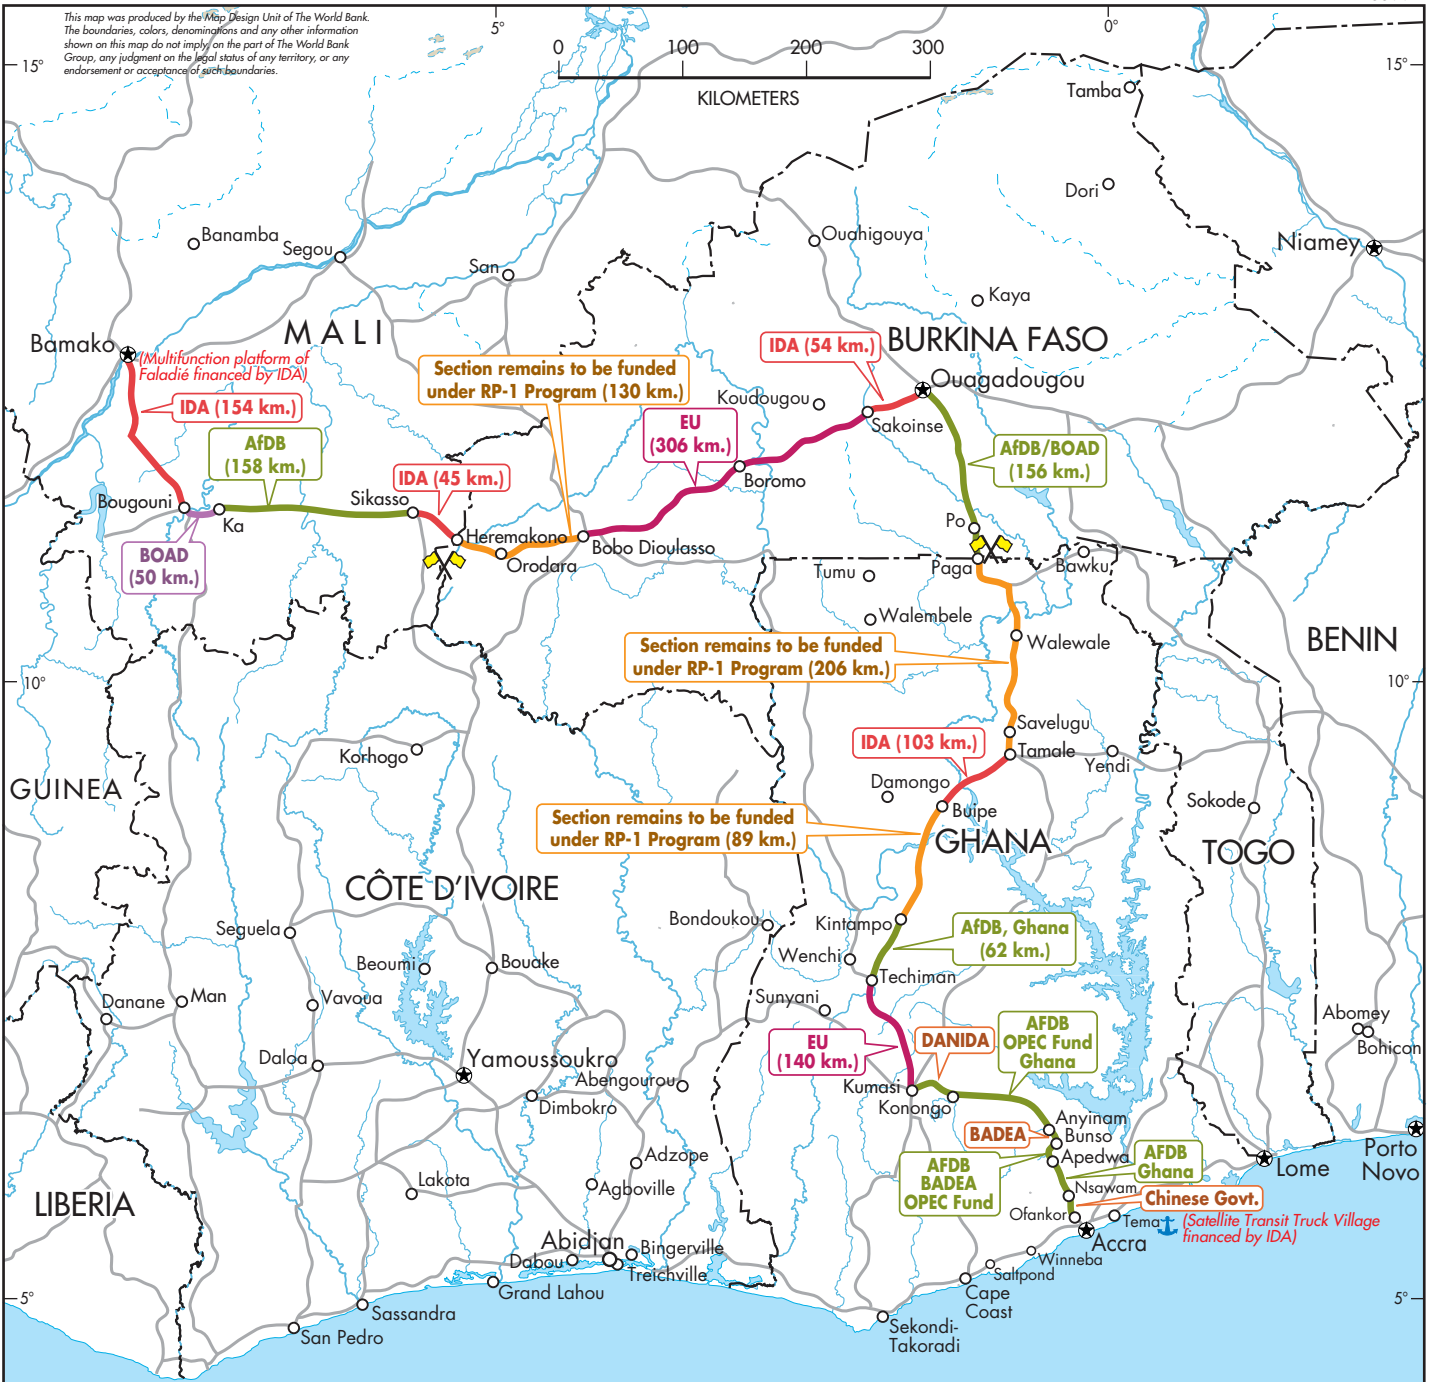 This map was produced by the Map Design Unit of The World Bank.
The boundaries, colors, denominations and any other information
shown on this map do not imply, on the part of The World Bank
Group, any judgment on the legal status of any territory, or any
endorsement or acceptance of such boundaries.
5°
0°
0 100 200 300
KILOMETERS
15°
15°
Tamba
Dori
Banamba
Segou
San
Ouahigouya
Niamey
Kaya
MALI
BURKINA FASO
Bamako
(Multifunction platform of
Faladié financed by IDA)
IDA (154 km.)
Section remains to be funded
under RP-1 Program (130 km.)
IDA (54 km.)
Ouagadougou
Koudougou
Sakoinse
EU
(306 km.)
AfDB
(158 km.)
AfDB/BOAD
(156 km.)
IDA (45 km.)
Boromo
Bougouni
Ka
Sikasso
BOAD
(50 km.)
Heremakono
Orodara
Bobo Dioulasso
Po
Paga
Bawku
Tumu
Walembele
Walewale
BENIN
Section remains to be funded
under RP-1 Program (206 km.)
10°
10°
Savelugu
IDA (103 km.)
Tamale
Yendi
Korhogo
GUINEA
Damongo
Buipe
Sokode
Section remains to be funded
under RP-1 Program (89 km.)
GHANA
TOGO
CÔTE D'IVOIRE
Bondoukou
Kintampo
AfDB, Ghana
(62 km.)
Seguela
Beoumi
Bouake
Wenchi
Techiman
Danane
Man
Vavoua
Sunyani
Abomey
Bohicon
EU
(140 km.)
DANIDA
AFDB
OPEC Fund
Ghana
Daloa
Yamoussoukro
Abengourou
Dimbokro
Kumasi
Konongo
Anyinam
Bunso
BADEA
Apedwa
AFDB
Ghana
Porto
Novo
Lome
Adzope
Agboville
AFDB
BADEA
OPEC Fund
Nsawam
Chinese Govt.
LIBERIA
Lakota
Ofankor
Tema
(Satellite Transit Truck Village
financed by IDA)
Accra
Abidjan
Bingerville
Dabou
Treichville
Winneba
Saltpond
Grand Lahou
Cape
Coast
5°
5°
Sassandra
San Pedro
Sekondi-
Takoradi